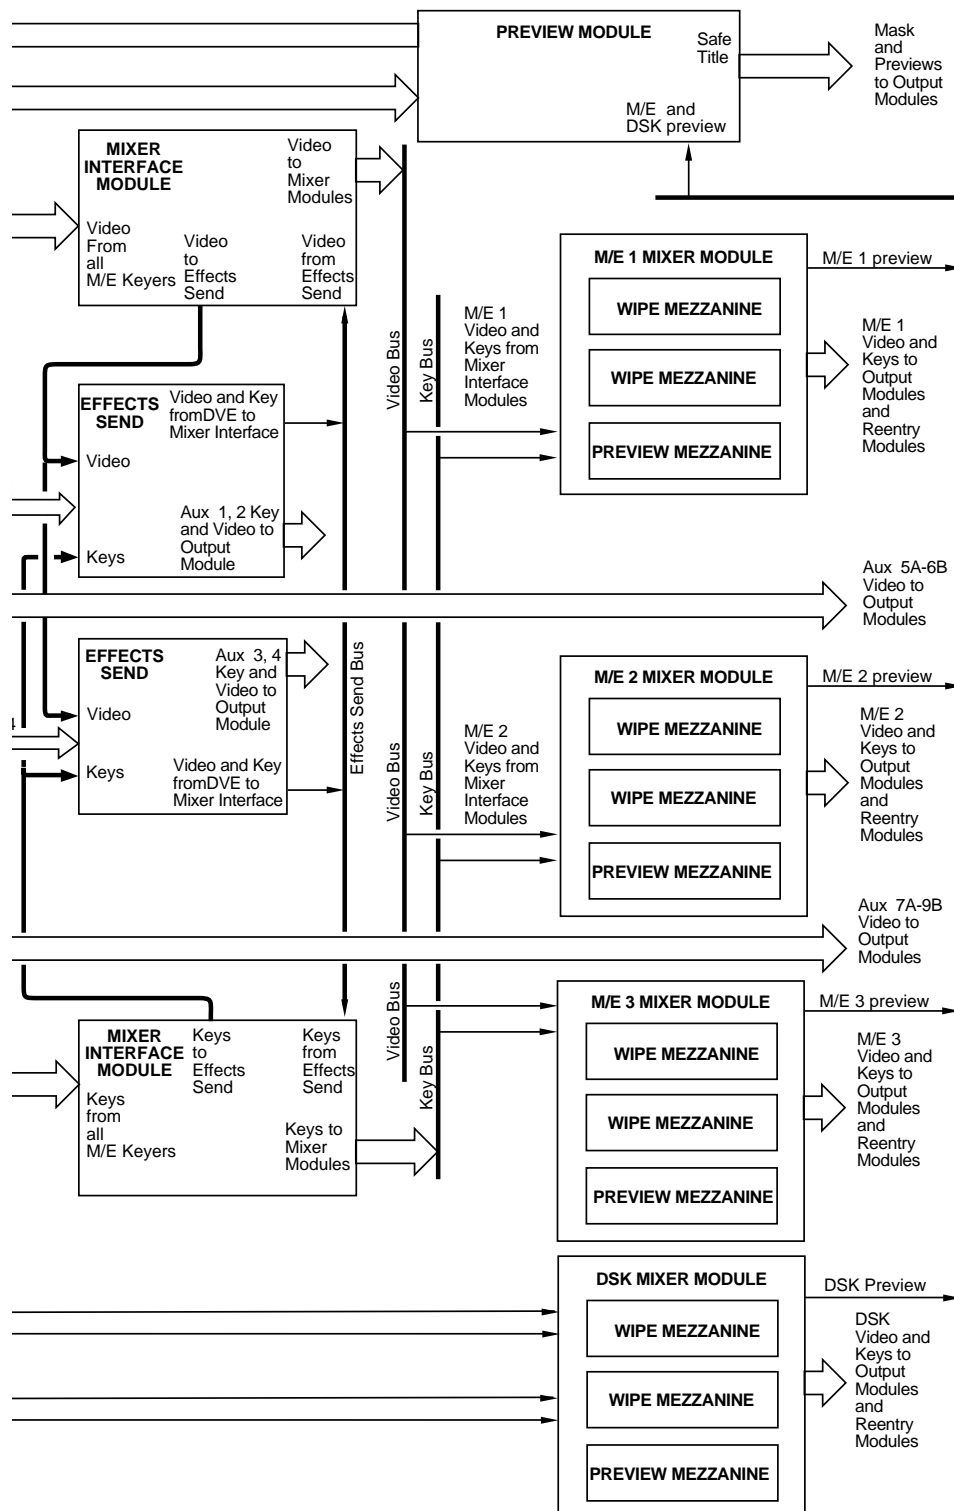 PREVIEW MODULE
Safe
Title
M/E and
DSK preview
Mask
and
Previews
to Output
Modules
MIXER
INTERFACE
MODULE
Video
to
Mixer
Modules
Video
From
all
M/E Keyers
Video
to
Effects
Send
Video
from
Effects
Send
Video Bus
Key Bus
M/E 1
Video and
Keys from
Mixer
Interface
Modules
M/E 1 MIXER MODULE
WIPE MEZZANINE
WIPE MEZZANINE
PREVIEW MEZZANINE
M/E 1 preview
M/E 1
Video and
Keys to
Output
Modules
and
Reentry
Modules
EFFECTS
SEND
Video and Key
fromDVE to
Mixer Interface
Video
Aux 1, 2 Key
and Video to
Output
Module
Keys
Aux 5A-6B
Video to
Output
Modules
EFFECTS
SEND
Aux 3, 4
Key and
Video to
Output
Module
Video
Keys
Video and Key
fromDVE to
Mixer Interface
4
Effects Send Bus
Video Bus
Key Bus
M/E 2
Video and
Keys from
Mixer
Interface
Modules
M/E 2 MIXER MODULE
WIPE MEZZANINE
WIPE MEZZANINE
PREVIEW MEZZANINE
M/E 2 preview
M/E 2
Video and
Keys to
Output
Modules
and
Reentry
Modules
Aux 7A-9B
Video to
Output
Modules
MIXER
INTERFACE
MODULE
Keys
to
Effects
Send
Keys
from
Effects
Send
Keys
from
all
M/E Keyers
Keys to
Mixer
Modules
Video Bus
Key Bus
M/E 3 MIXER MODULE
WIPE MEZZANINE
WIPE MEZZANINE
PREVIEW MEZZANINE
M/E 3 preview
M/E 3
Video and
Keys to
Output
Modules
and
Reentry
Modules
DSK MIXER MODULE
WIPE MEZZANINE
WIPE MEZZANINE
PREVIEW MEZZANINE
DSK Preview
DSK
Video and
Keys to
Output
Modules
and
Reentry
Modules